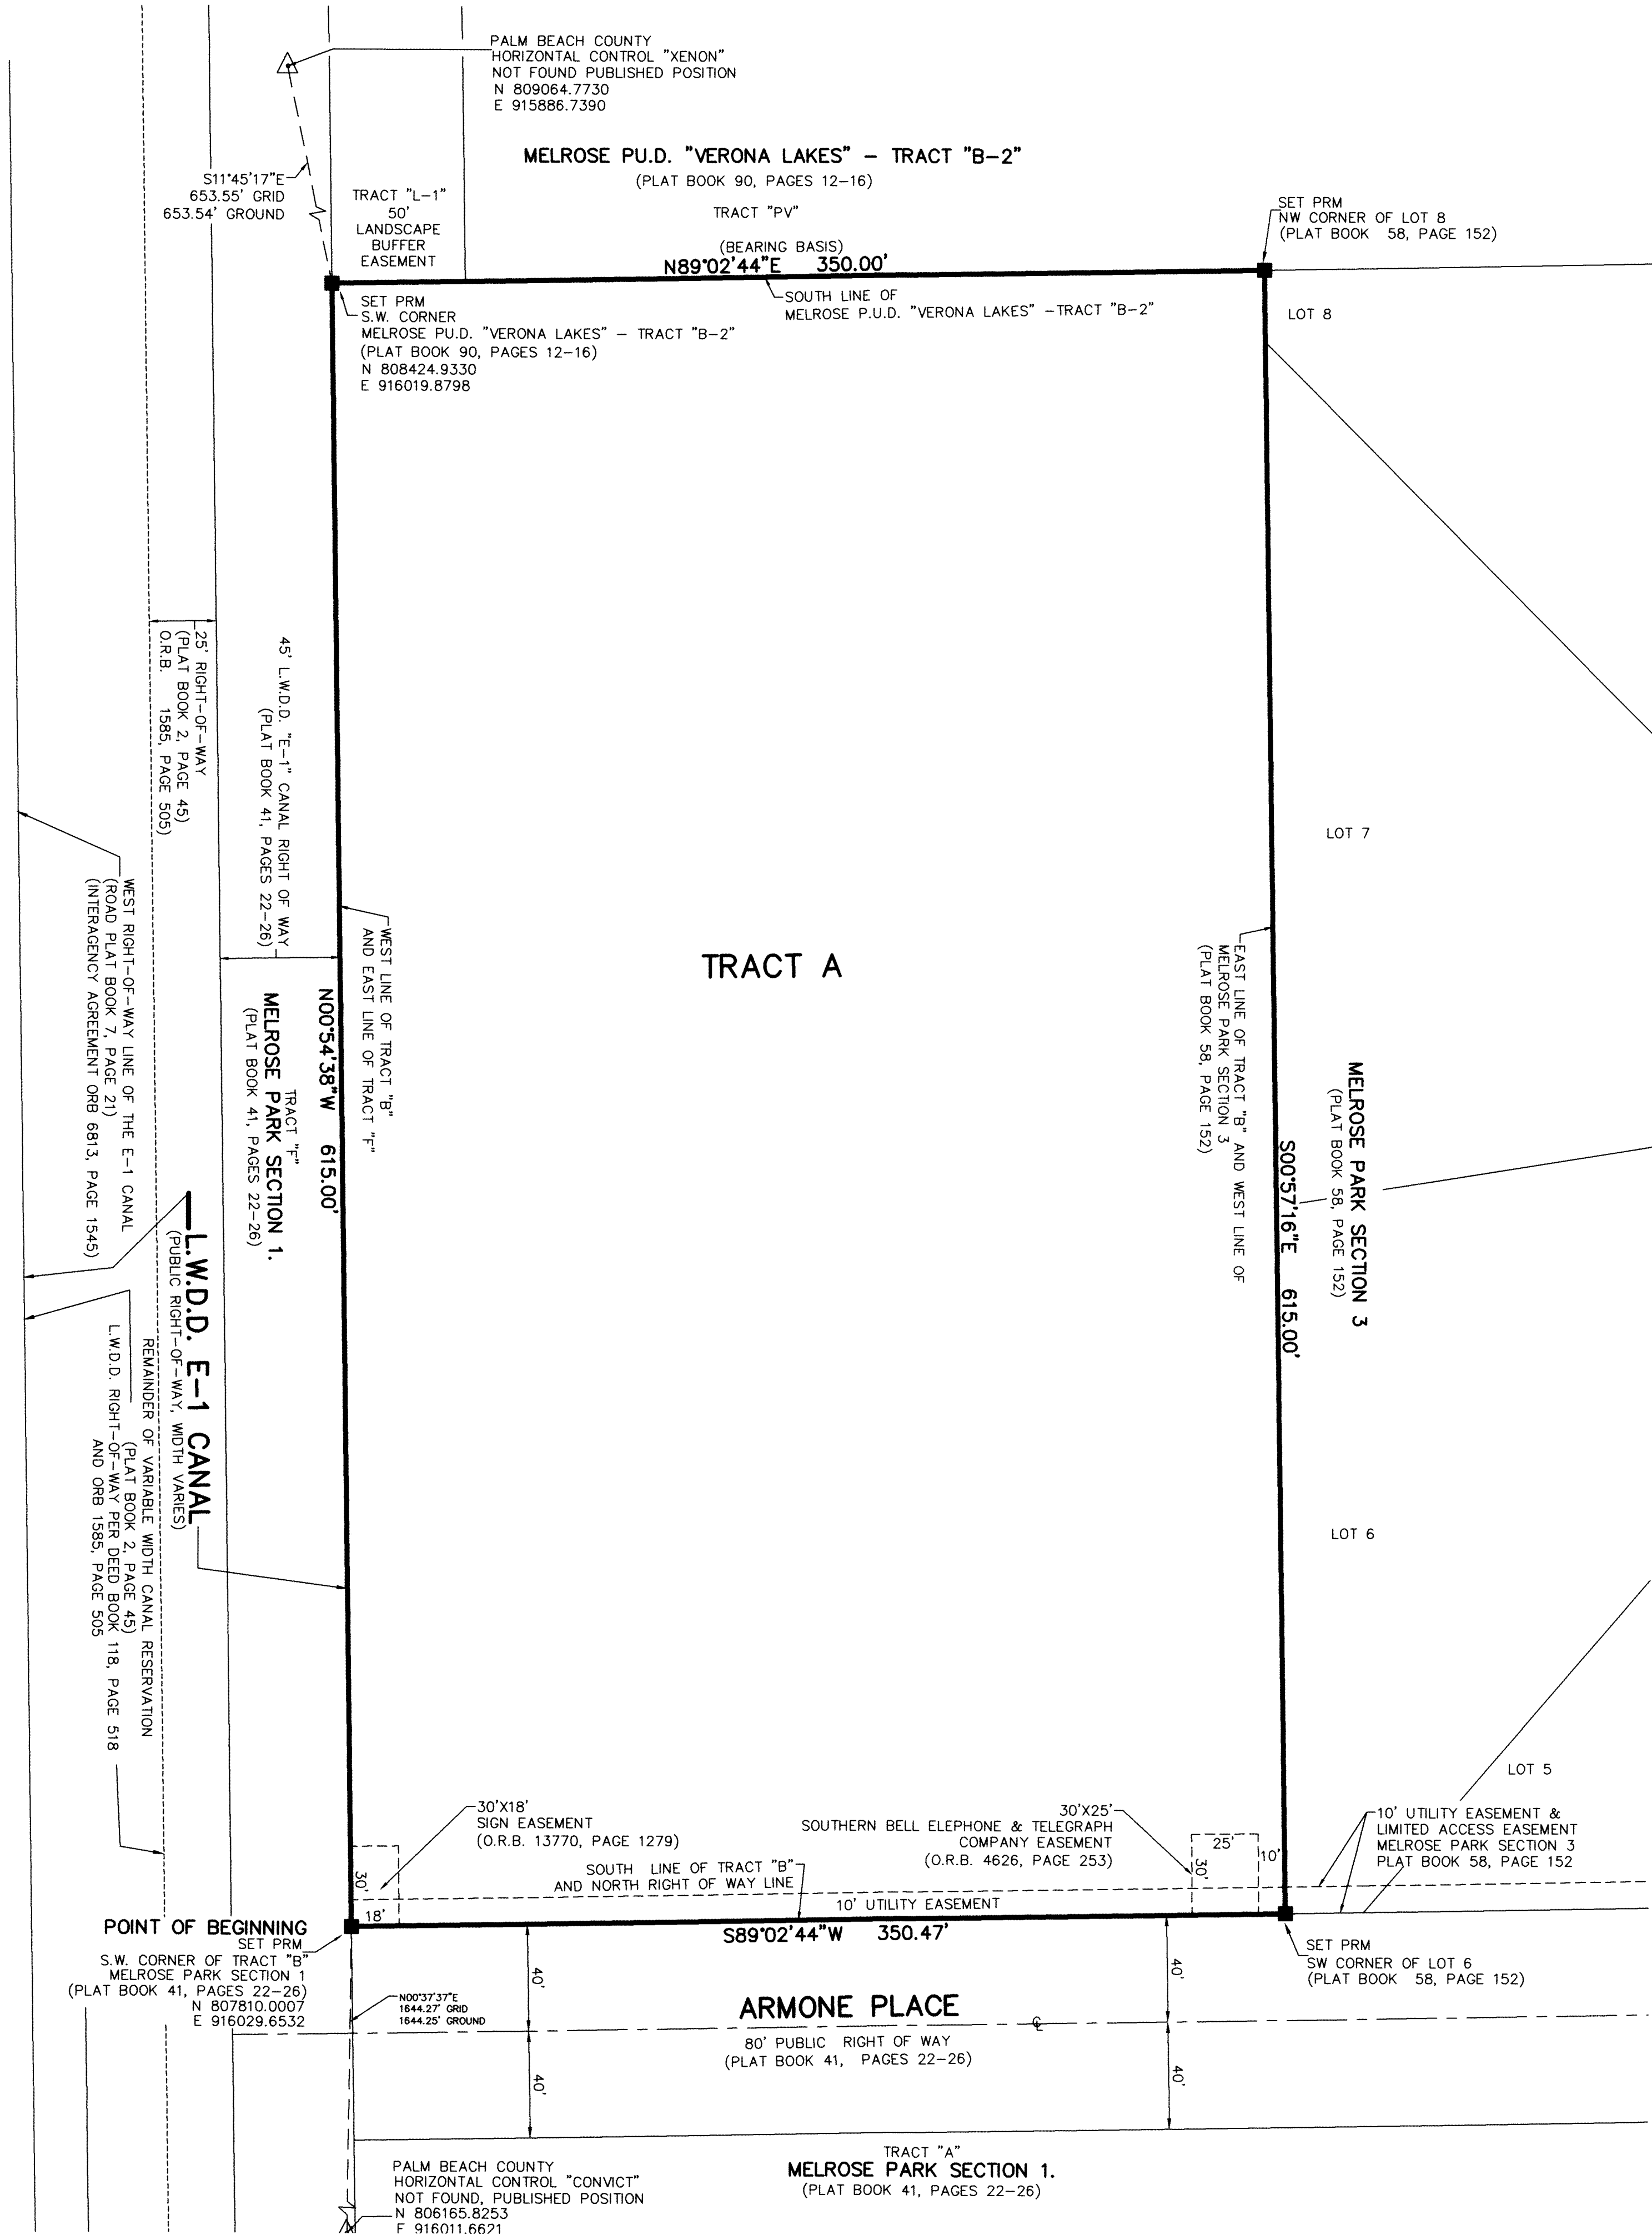 PALM BEACH COUNTY
HORIZONTAL CONTROL "XENON"
NOT FOUND PUBLISHED POSITION
N 809064.7730
E 915886.7390
MELROSE PU.D. "VERONA LAKES" – TRACT "B-2"
(PLAT BOOK 90, PAGES 12-16)
S11°45'17"E
653.55' GRID
653.54' GROUND
TRACT "L-1"
50'
LANDSCAPE
BUFFER
EASEMENT
TRACT "PV"
(BEARING BASIS)
N89°02'44"E 350.00'
SET PRM
NW CORNER OF LOT 8
(PLAT BOOK 58, PAGE 152)
SET PRM
S.W. CORNER
MELROSE PU.D. "VERONA LAKES" – TRACT "B-2"
(PLAT BOOK 90, PAGES 12-16)
N 808424.9330
E 916019.8798
SOUTH LINE OF
MELROSE P.U.D. "VERONA LAKES" –TRACT "B-2"
LOT 8
25' RIGHT-OF-WAY
(PLAT BOOK 2, PAGE 45)
O.R.B. 1585, PAGE 505)
45' L.W.D.D. "E-1" CANAL RIGHT OF WAY
(PLAT BOOK 41, PAGES 22-26)
LOT 7
WEST RIGHT-OF-WAY LINE OF THE E-1 CANAL
(ROAD PLAT BOOK 7, PAGE 21)
(INTERAGENCY AGREEMENT ORB 6813, PAGE 1545)
WEST LINE OF TRACT "B"
AND EAST LINE OF TRACT "F"
TRACT A
EAST LINE OF TRACT "B" AND WEST LINE OF
MELROSE PARK SECTION 3
(PLAT BOOK 58, PAGE 152)
N00°54'38"W 615.00'
TRACT "F"
MELROSE PARK SECTION 1.
(PLAT BOOK 41, PAGES 22-26)
MELROSE PARK SECTION 3
(PLAT BOOK 58, PAGE 152)
S00°57'16"E 615.00'
L.W.D.D. E-1 CANAL
(PUBLIC RIGHT-OF-WAY, WIDTH VARIES)
REMAINDER OF VARIABLE WIDTH CANAL RESERVATION
(PLAT BOOK 2, PAGE 45)
L.W.D.D. RIGHT-OF-WAY PER DEED BOOK 118, PAGE 518
AND ORB 1585, PAGE 505
LOT 6
LOT 5
30'X18'
SIGN EASEMENT
(O.R.B. 13770, PAGE 1279)
30'X25'
SOUTHERN BELL ELEPHONE & TELEGRAPH
COMPANY EASEMENT
(O.R.B. 4626, PAGE 253)
25'
10'
30'
10' UTILITY EASEMENT &
LIMITED ACCESS EASEMENT
MELROSE PARK SECTION 3
PLAT BOOK 58, PAGE 152
SOUTH LINE OF TRACT "B"
AND NORTH RIGHT OF WAY LINE
30'
18'
10' UTILITY EASEMENT
POINT OF BEGINNING
SET PRM
S.W. CORNER OF TRACT "B"
MELROSE PARK SECTION 1
(PLAT BOOK 41, PAGES 22-26)
N 807810.0007
E 916029.6532
S89°02'44"W 350.47'
SET PRM
SW CORNER OF LOT 6
(PLAT BOOK 58, PAGE 152)
N00°37'37"E
1644.27' GRID
1644.25' GROUND
40'
40'
ARMONE PLACE
80' PUBLIC RIGHT OF WAY
(PLAT BOOK 41, PAGES 22-26)
℄
40'
40'
TRACT "A"
MELROSE PARK SECTION 1.
(PLAT BOOK 41, PAGES 22-26)
PALM BEACH COUNTY
HORIZONTAL CONTROL "CONVICT"
NOT FOUND, PUBLISHED POSITION
N 806165.8253
E 916011.6621